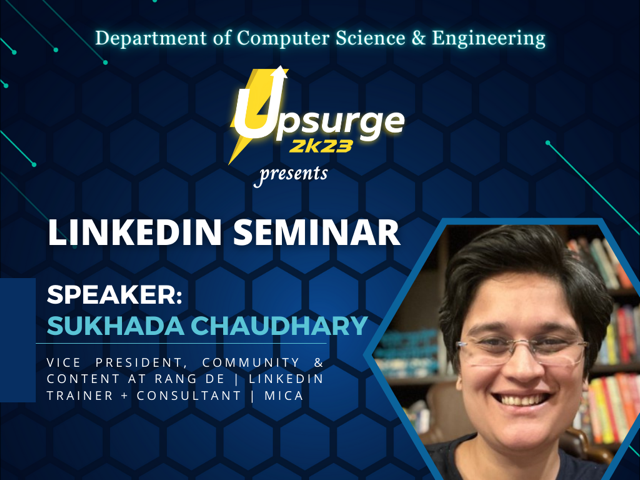 Department of Computer Science & Engineering
Upsurge
2k23
presents
LINKEDIN SEMINAR
SPEAKER:
SUKHADA CHAUDHARY
VICE PRESIDENT, COMMUNITY &
CONTENT AT RANG DE | LINKEDIN
TRAINER + CONSULTANT | MICA